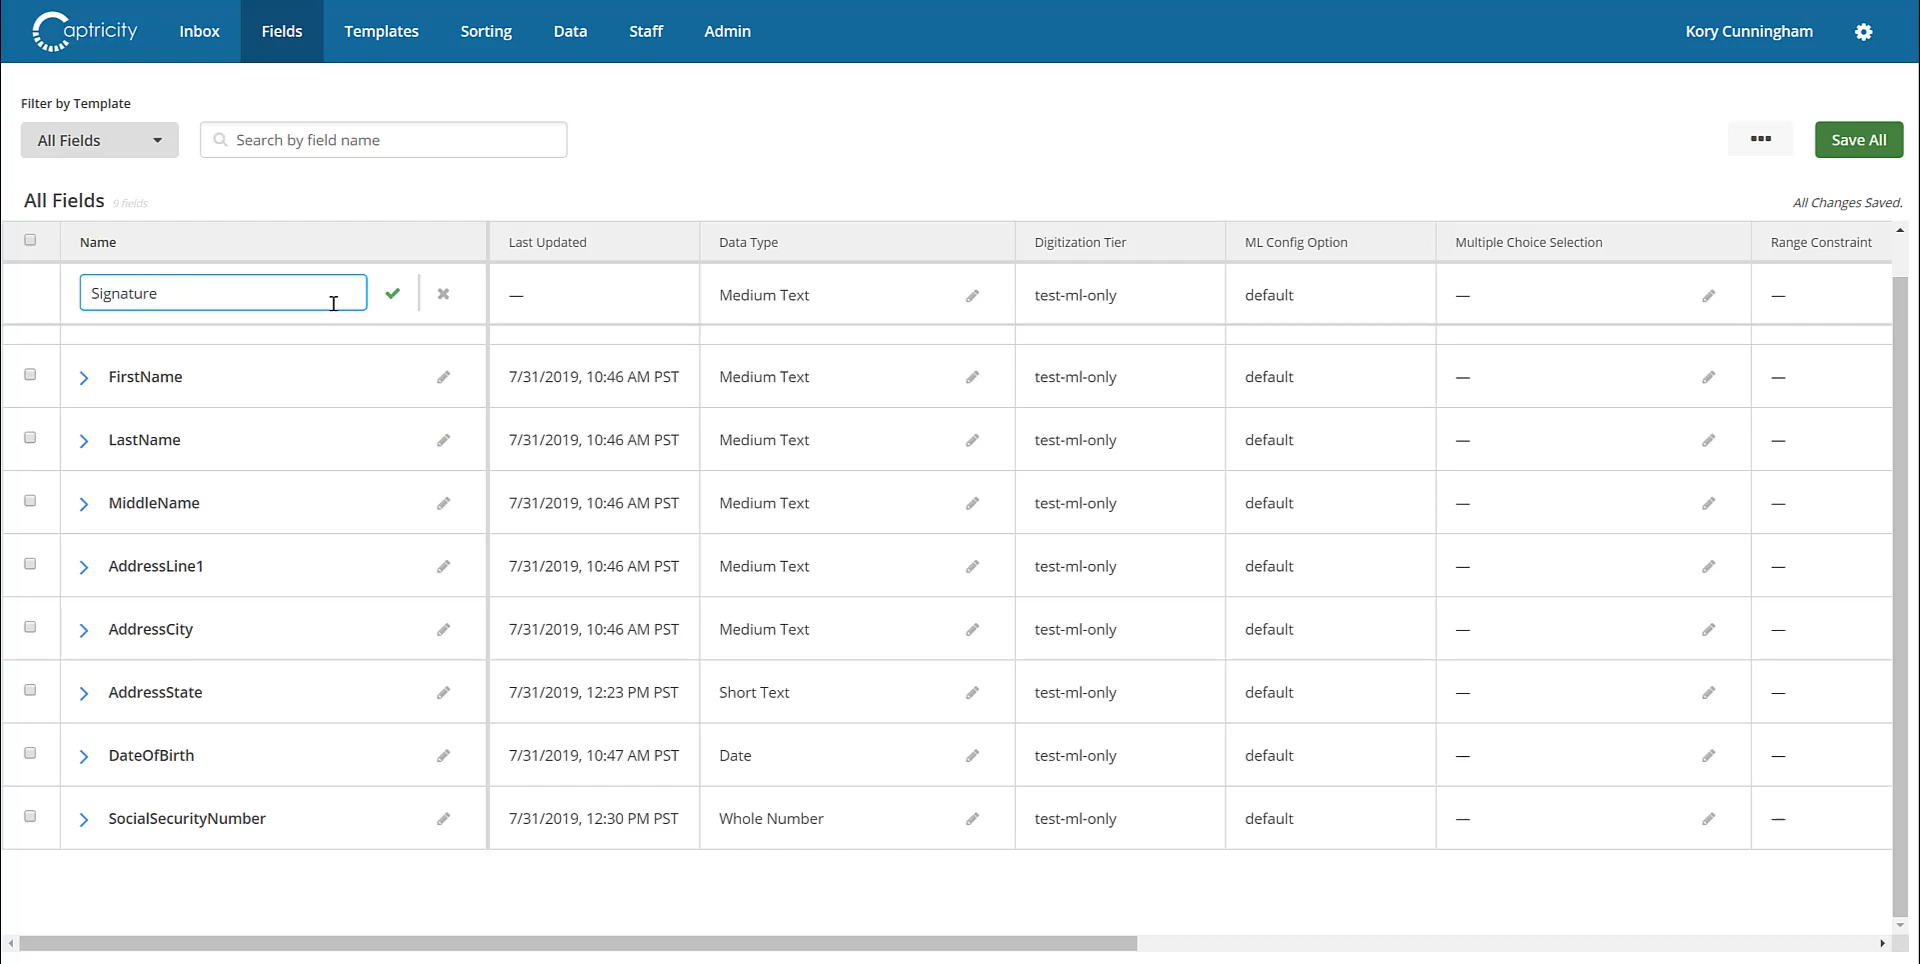 Captricity Inbox Fields Templates Sorting Data Staff Admin Kory Cunningham
Filter by Template
All Fields Search by field name ••• Save All
All Fields 9 fields All Changes Saved.
Name Last Updated Data Type Digitization Tier ML Config Option Multiple Choice Selection Range Constraint
Signature — Medium Text test-ml-only default — —
FirstName 7/31/2019, 10:46 AM PST Medium Text test-ml-only default — —
LastName 7/31/2019, 10:46 AM PST Medium Text test-ml-only default — —
MiddleName 7/31/2019, 10:46 AM PST Medium Text test-ml-only default — —
AddressLine1 7/31/2019, 10:46 AM PST Medium Text test-ml-only default — —
AddressCity 7/31/2019, 10:46 AM PST Medium Text test-ml-only default — —
AddressState 7/31/2019, 12:23 PM PST Short Text test-ml-only default — —
DateOfBirth 7/31/2019, 10:47 AM PST Date test-ml-only default — —
SocialSecurityNumber 7/31/2019, 12:30 PM PST Whole Number test-ml-only default — —